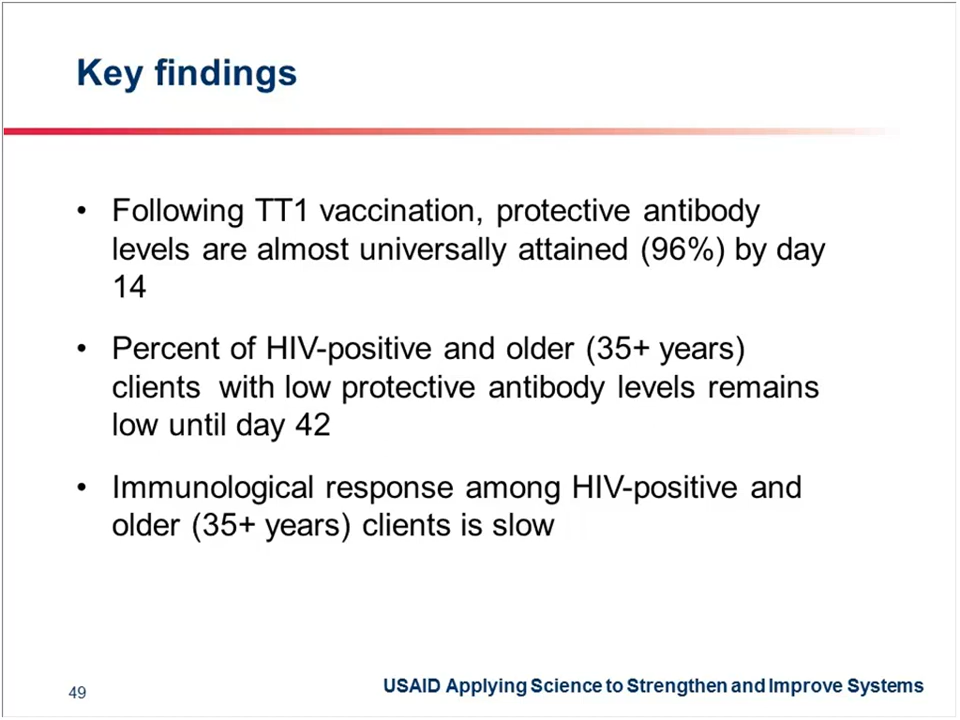 Key findings
• Following TT1 vaccination, protective antibody
levels are almost universally attained (96%) by day
14
• Percent of HIV-positive and older (35+ years)
clients  with low protective antibody levels remains
low until day 42
• Immunological response among HIV-positive and
older (35+ years) clients is slow
49
USAID Applying Science to Strengthen and Improve Systems